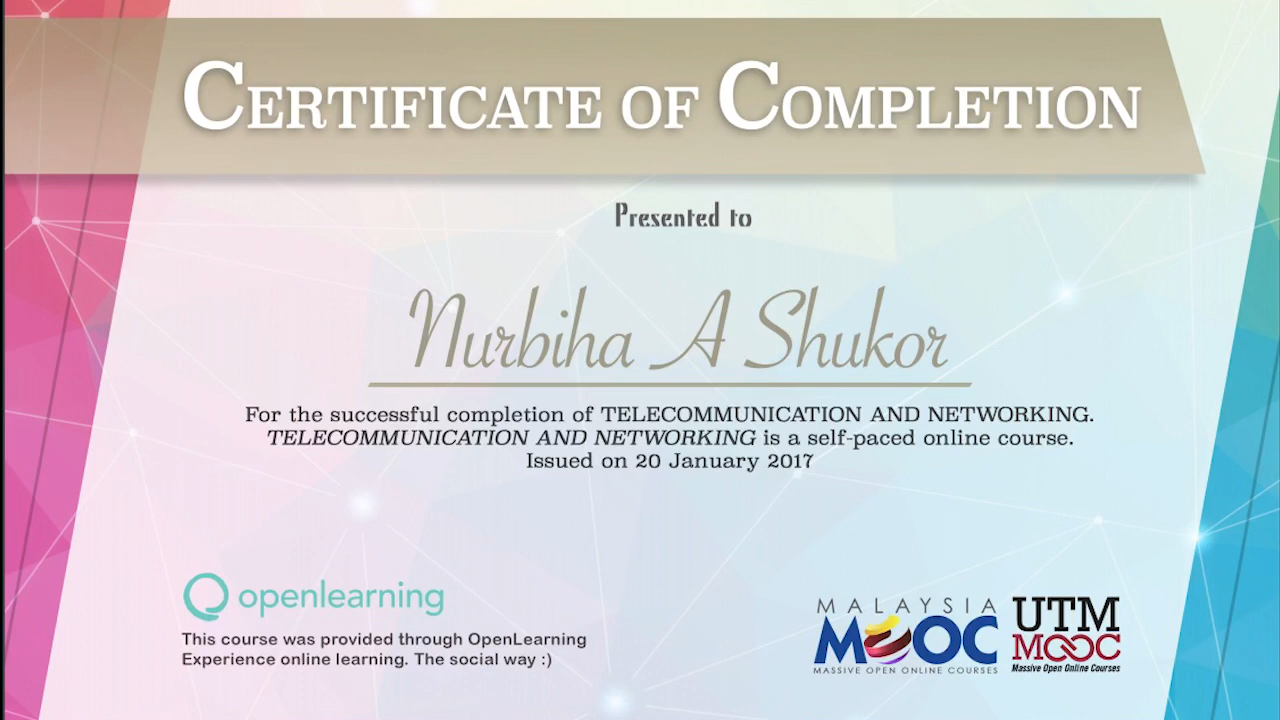 CERTIFICATE OF COMPLETION
Presented to
Nurbiha A Shukor
For the successful completion of TELECOMMUNICATION AND NETWORKING.
TELECOMMUNICATION AND NETWORKING is a self-paced online course.
Issued on 20 January 2017
openlearning
This course was provided through OpenLearning
Experience online learning. The social way :)
MALAYSIA
MOOC
MASSIVE OPEN ONLINE COURSES
UTM
MOOC
Massive Open Online Courses